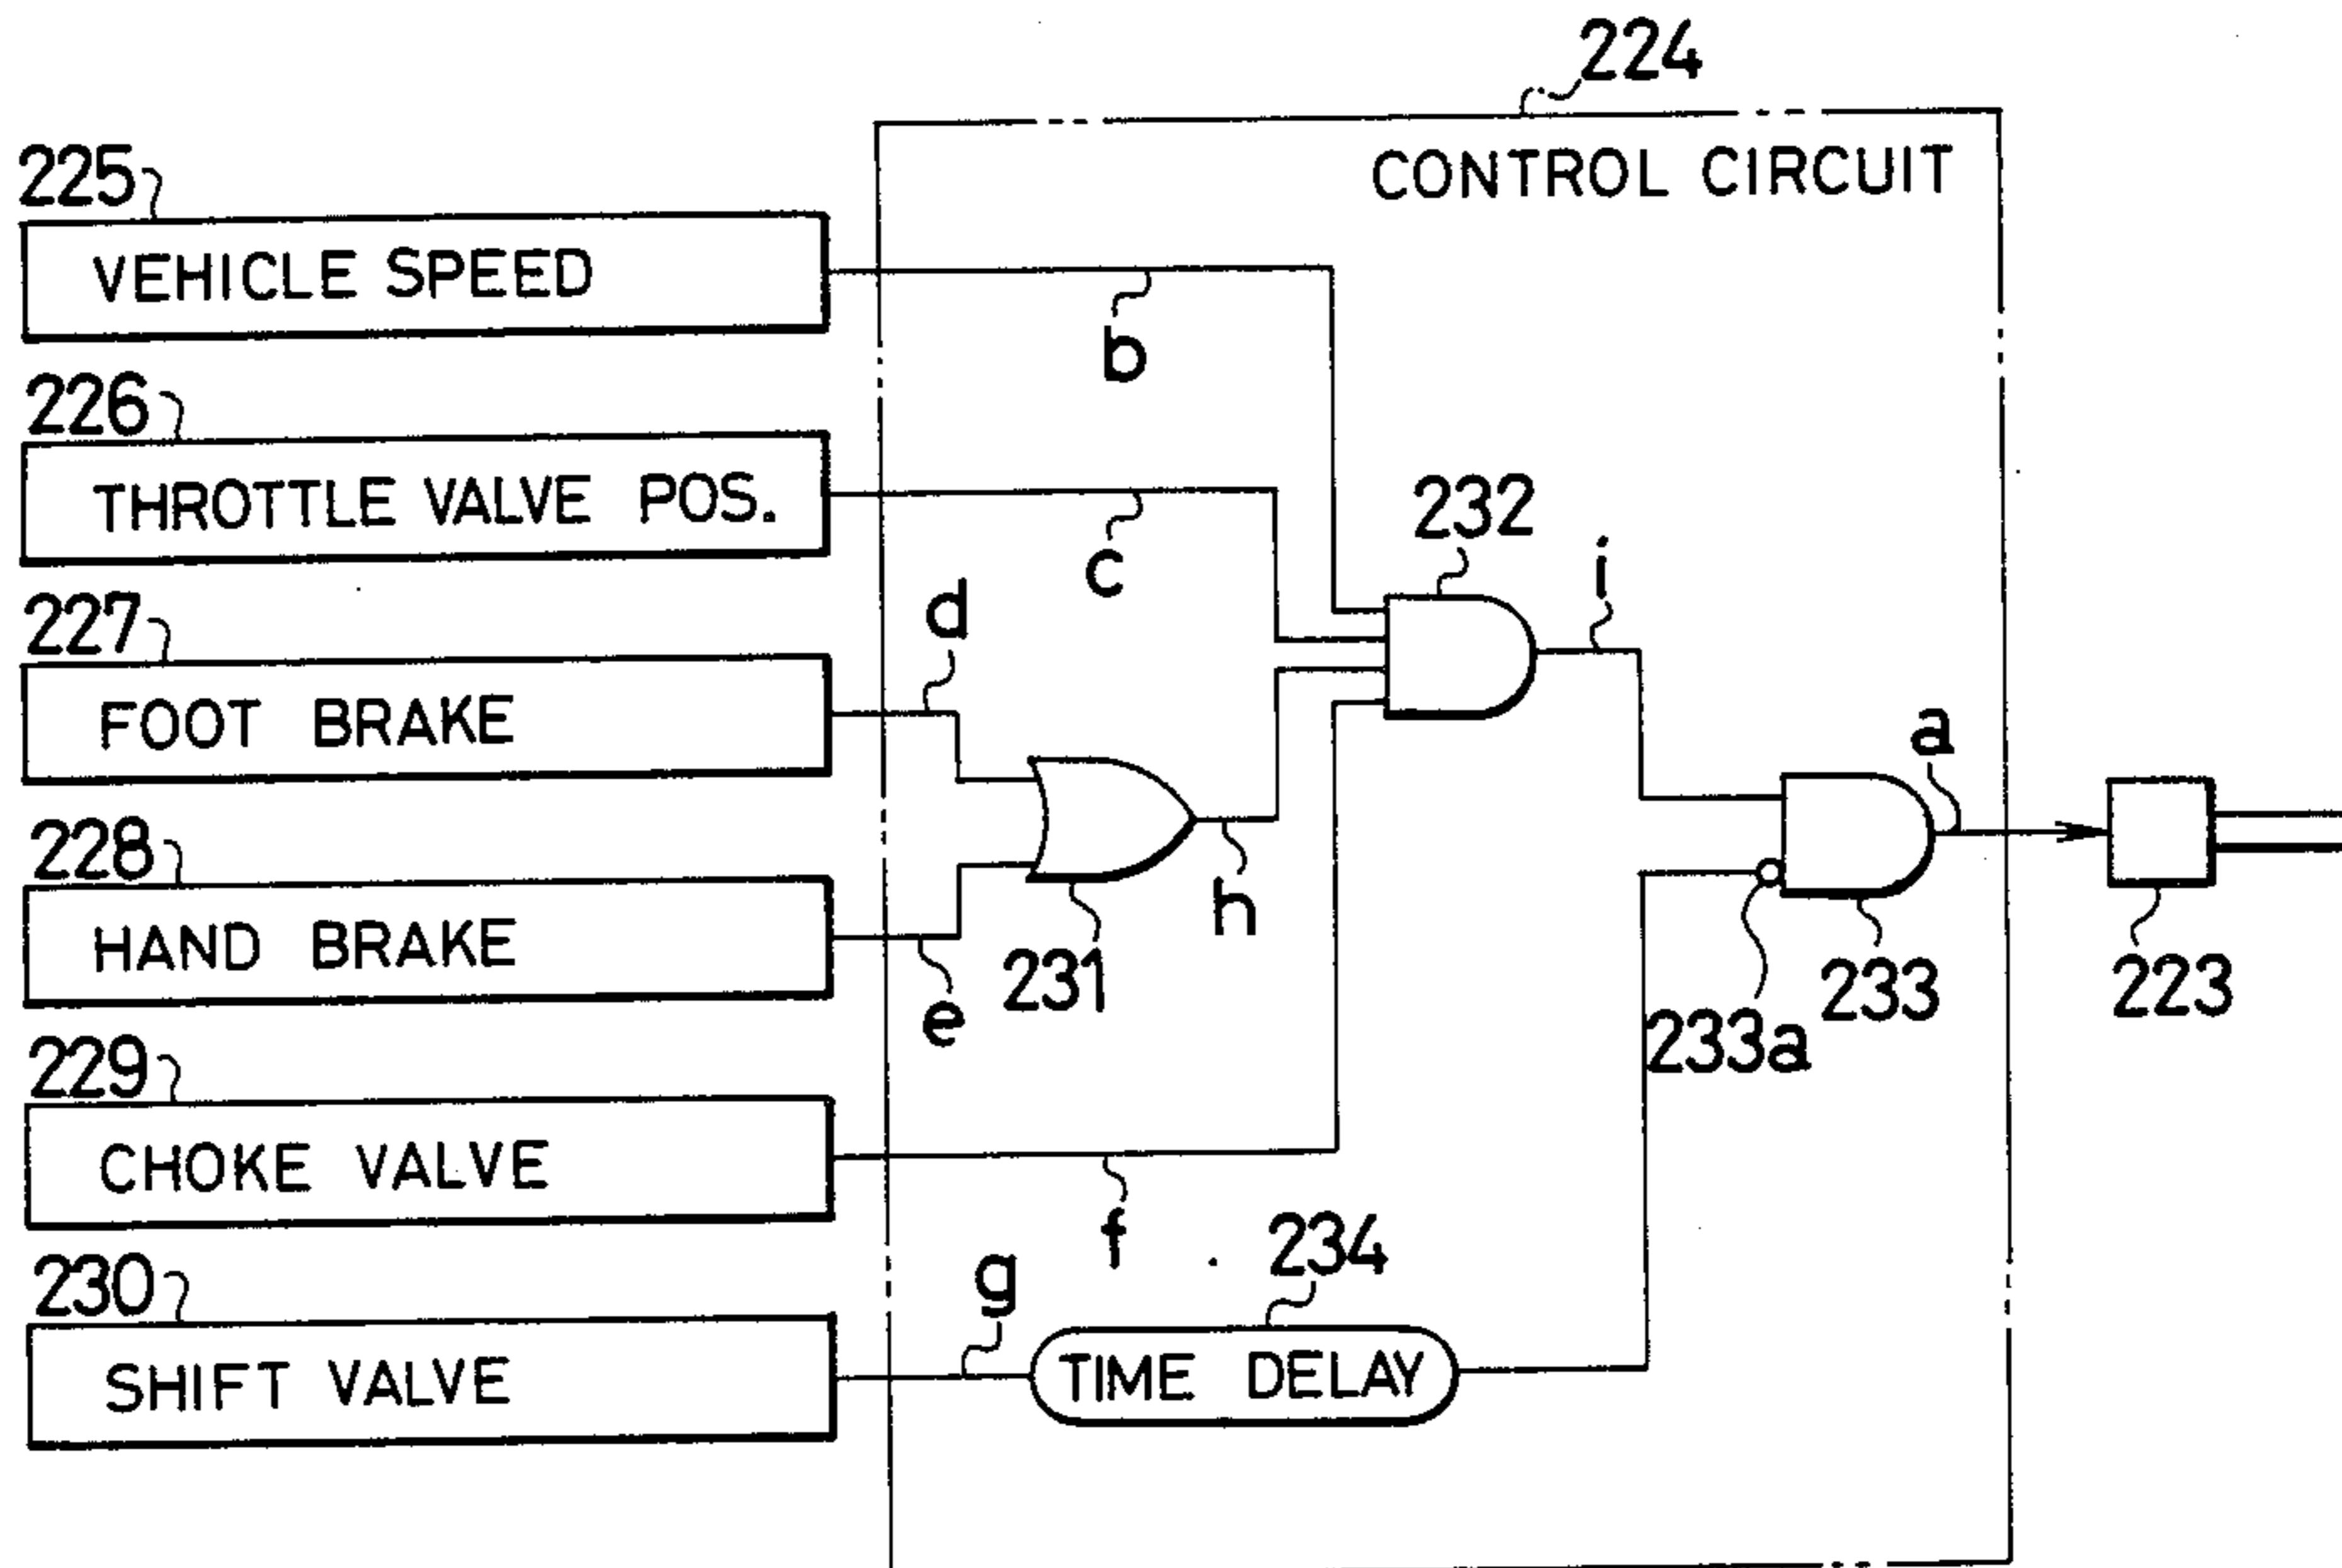 224
CONTROL CIRCUIT
225
VEHICLE SPEED
b
226
THROTTLE VALVE POS.
c
232
i
227
d
FOOT BRAKE
a
228
HAND BRAKE
h
e
231
233a
233
223
229
CHOKE VALVE
f
234
230
g
SHIFT VALVE
TIME DELAY